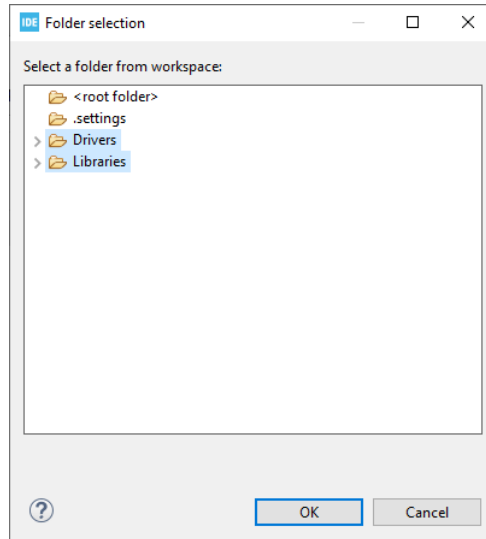 IDE Folder selection
Select a folder from workspace:
<root folder>
.settings
Drivers
Libraries
?
OK Cancel